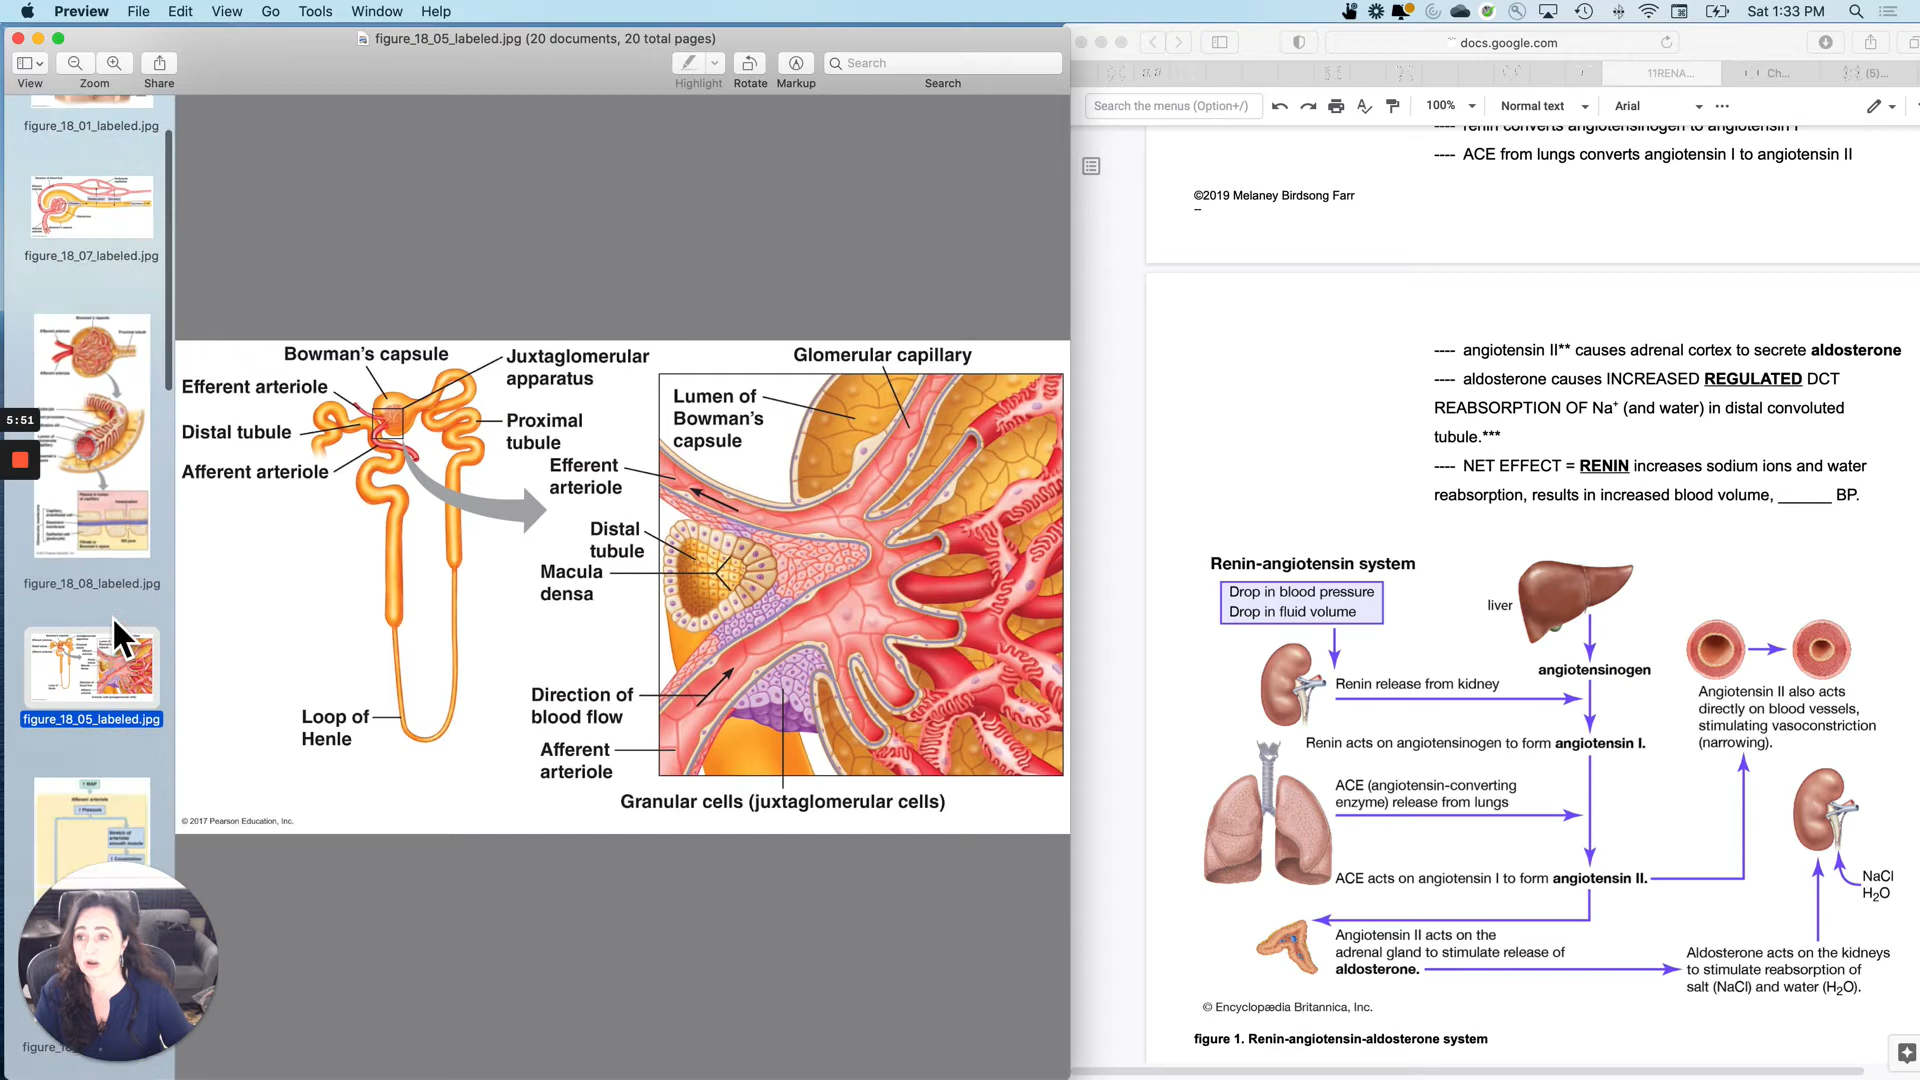 Preview File Edit View Go Tools Window Help
Sat 1:33 PM
figure_18_05_labeled.jpg (20 documents, 20 total pages)
View
Zoom
Share
Highlight
Rotate
Markup
Search
Search
figure_18_01_labeled.jpg
figure_18_07_labeled.jpg
figure_18_08_labeled.jpg
figure_18_05_labeled.jpg
5:51
Bowman's capsule
Juxtaglomerular
apparatus
Efferent arteriole
Distal tubule
Afferent arteriole
Proximal
tubule
Loop of
Henle
Glomerular capillary
Lumen of
Bowman's
capsule
Efferent
arteriole
Distal
tubule
Macula
densa
Direction of
blood flow
Afferent
arteriole
Granular cells (juxtaglomerular cells)
© 2017 Pearson Education, Inc.
docs.google.com
11RENA...
Ch...
(5)...
Search the menus (Option+/)
100%
Normal text
Arial
---- renin converts angiotensinogen to angiotensin I
---- ACE from lungs converts angiotensin I to angiotensin II
©2019 Melaney Birdsong Farr
--
---- angiotensin II** causes adrenal cortex to secrete aldosterone
---- aldosterone causes INCREASED REGULATED DCT
REABSORPTION OF Na⁺ (and water) in distal convoluted
tubule.***
---- NET EFFECT = RENIN increases sodium ions and water
reabsorption, results in increased blood volume, ______ BP.
Renin-angiotensin system
Drop in blood pressure
Drop in fluid volume
liver
angiotensinogen
Renin release from kidney
Renin acts on angiotensinogen to form angiotensin I.
ACE (angiotensin-converting
enzyme) release from lungs
ACE acts on angiotensin I to form angiotensin II.
Angiotensin II also acts
directly on blood vessels,
stimulating vasoconstriction
(narrowing).
NaCl
H₂O
Angiotensin II acts on the
adrenal gland to stimulate release of
aldosterone.
Aldosterone acts on the kidneys
to stimulate reabsorption of
salt (NaCl) and water (H₂O).
© Encyclopædia Britannica, Inc.
figure 1. Renin-angiotensin-aldosterone system